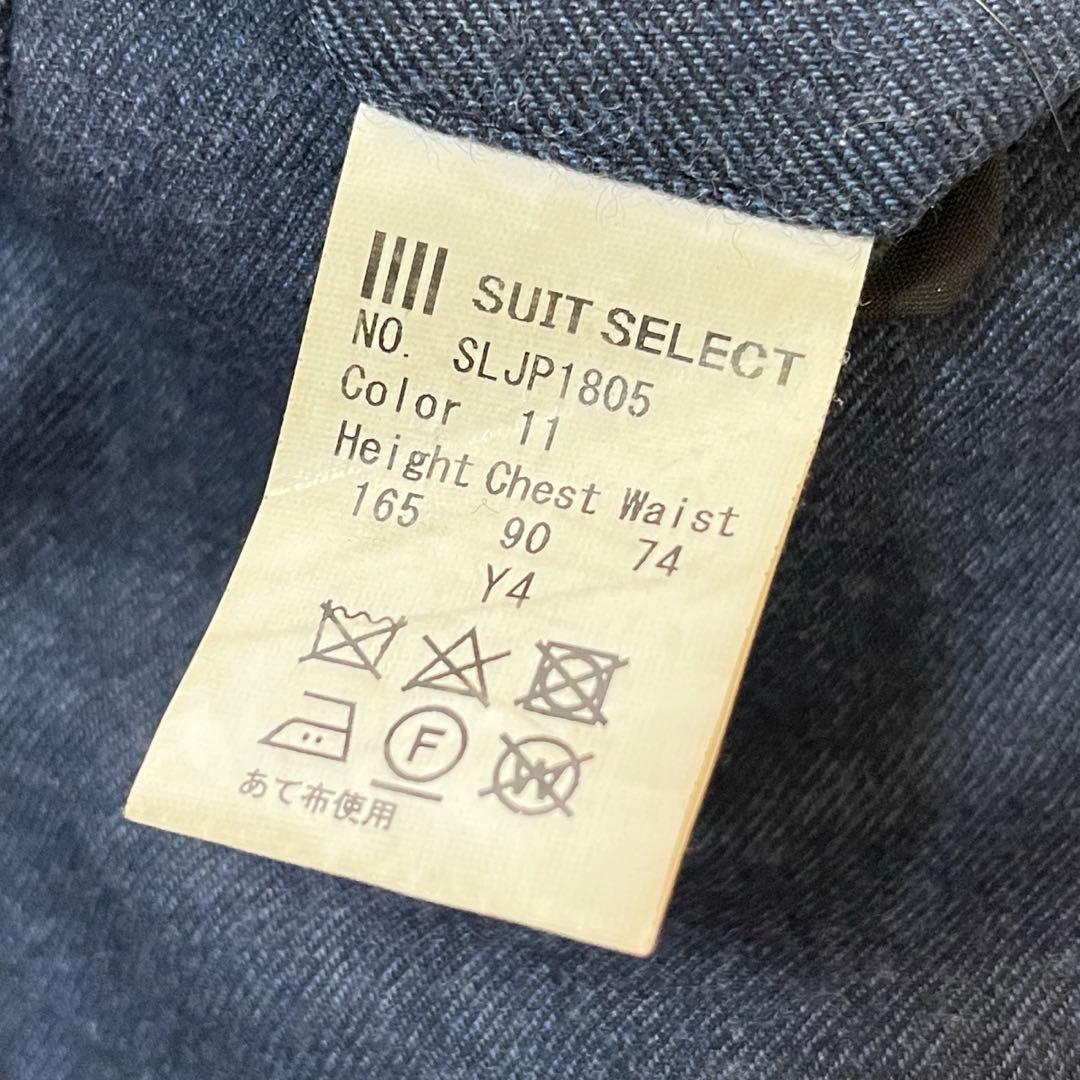 SUIT SELECT
NO. SLJP1805
Color 11
Height Chest Waist
165 90 74
Y4
F W
あて布使用